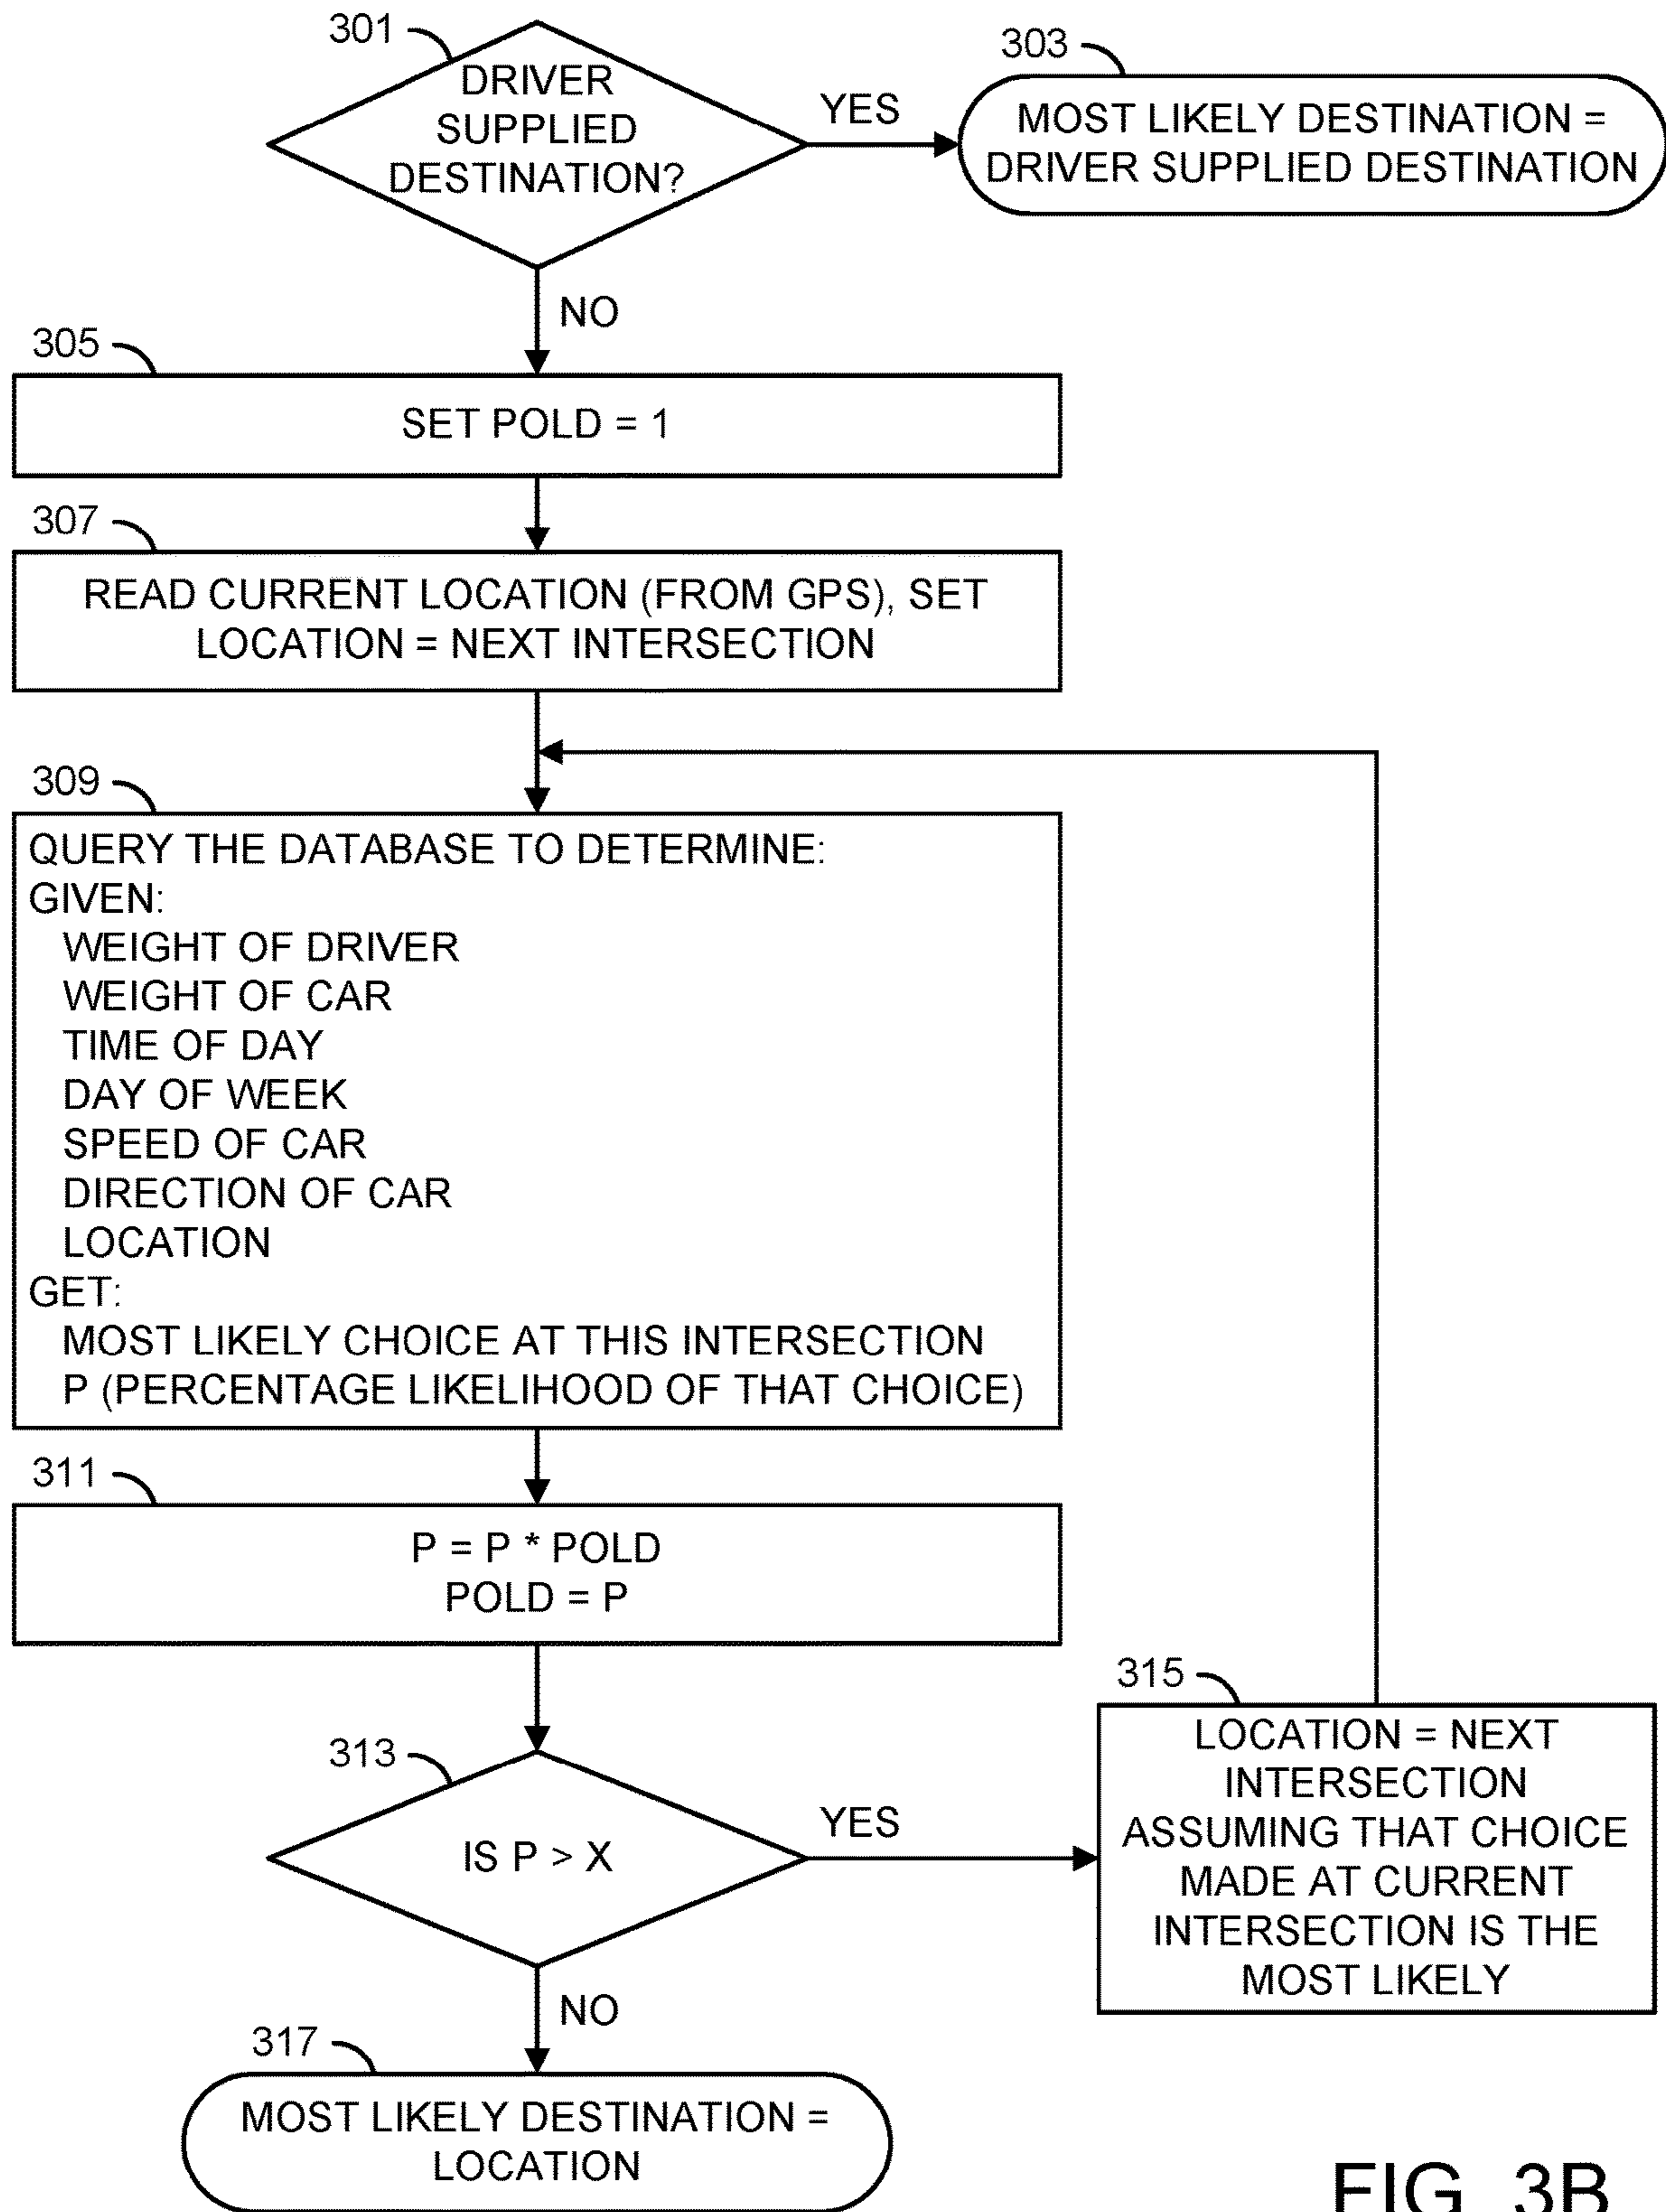 301
DRIVER
SUPPLIED
DESTINATION?
YES
303
MOST LIKELY DESTINATION =
DRIVER SUPPLIED DESTINATION
NO
305
SET POLD = 1
307
READ CURRENT LOCATION (FROM GPS), SET
LOCATION = NEXT INTERSECTION
309
QUERY THE DATABASE TO DETERMINE:
GIVEN:
WEIGHT OF DRIVER
WEIGHT OF CAR
TIME OF DAY
DAY OF WEEK
SPEED OF CAR
DIRECTION OF CAR
LOCATION
GET:
MOST LIKELY CHOICE AT THIS INTERSECTION
P (PERCENTAGE LIKELIHOOD OF THAT CHOICE)
311
P = P * POLD
POLD = P
313
IS P > X
YES
315
LOCATION = NEXT
INTERSECTION
ASSUMING THAT CHOICE
MADE AT CURRENT
INTERSECTION IS THE
MOST LIKELY
NO
317
MOST LIKELY DESTINATION =
LOCATION
FIG. 3B